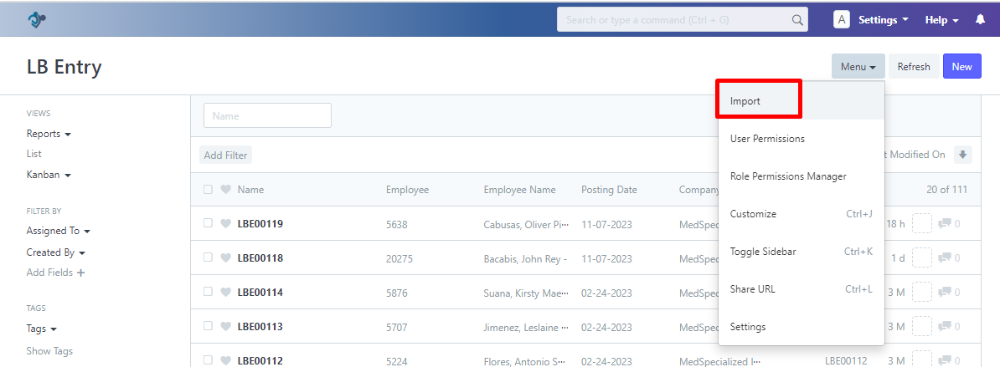 Search or type a command (Ctrl + G)
A
Settings
Help
LB Entry
Menu
Refresh
New
Import
User Permissions
Role Permissions Manager
Customize Ctrl+J
Toggle Sidebar Ctrl+K
Share URL Ctrl+L
Settings
VIEWS
Reports
List
Kanban
FILTER BY
Assigned To
Created By
Add Fields +
TAGS
Tags
Show Tags
Name
Add Filter
t Modified On
Name Employee Employee Name Posting Date Company 20 of 111
LBE00119 5638 Cabusas, Oliver Pi··· 11-07-2023 MedSpec 18 h 0
LBE00118 20275 Bacabis, John Rey - 11-07-2023 MedSpec 1 d 0
LBE00114 5876 Suana, Kirsty Mae··· 02-24-2023 MedSpec 3 M 0
LBE00113 5707 Jimenez, Leslaine ··· 02-24-2023 MedSpec 3 M 0
LBE00112 5224 Flores, Antonio S··· 02-24-2023 MedSpecialized I··· LBE00112 3 M 0